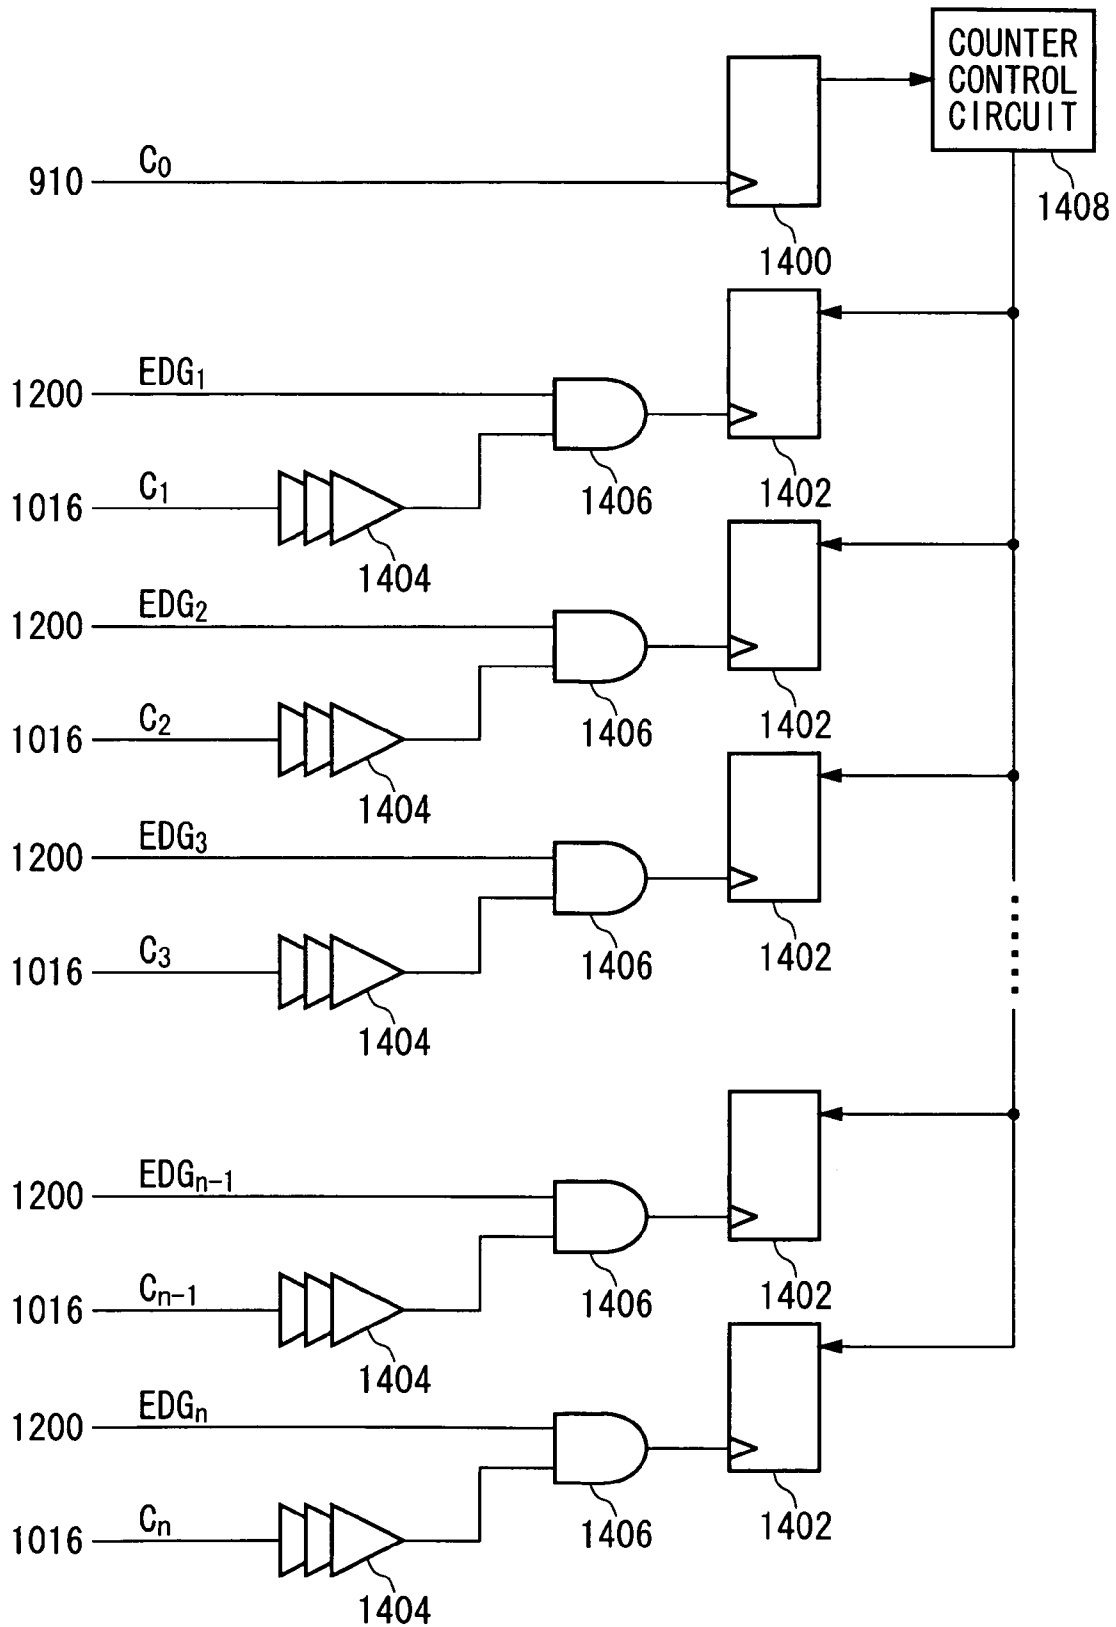 COUNTER
CONTROL
CIRCUIT
1408
910 C₀
1400
1200 EDG₁
1406
1402
1016 C₁
1404
1200 EDG₂
1406
1402
1016 C₂
1404
1200 EDG₃
1406
1402
1016 C₃
1404
1200 EDGₙ₋₁
1406
1402
1016 Cₙ₋₁
1404
1200 EDGₙ
1406
1402
1016 Cₙ
1404